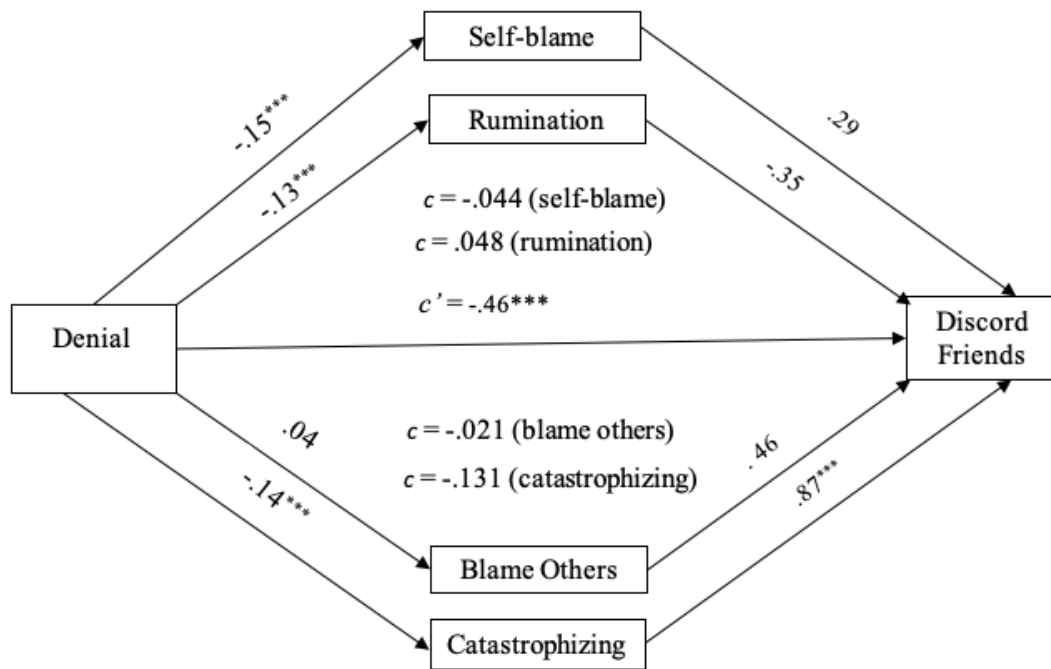 Self-blame
-.15***
.29
Rumination
-.13***
-.35
c = -.044 (self-blame)
c = .048 (rumination)
c' = -.46***
Denial
Discord
Friends
.04
c = -.021 (blame others)
.46
c = -.131 (catastrophizing)
-.14***
.87***
Blame Others
Catastrophizing